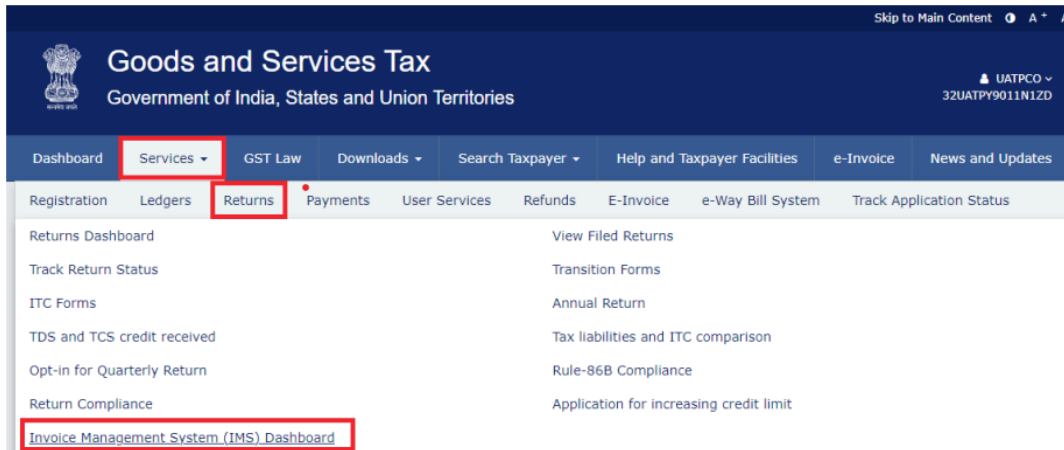 Skip to Main Content A+
Goods and Services Tax
Government of India, States and Union Territories
UATPCO
32UATPY9011N1ZD
Dashboard Services GST Law Downloads Search Taxpayer Help and Taxpayer Facilities e-Invoice News and Updates
Registration Ledgers Returns Payments User Services Refunds E-Invoice e-Way Bill System Track Application Status
Returns Dashboard View Filed Returns
Track Return Status Transition Forms
ITC Forms Annual Return
TDS and TCS credit received Tax liabilities and ITC comparison
Opt-in for Quarterly Return Rule-86B Compliance
Return Compliance Application for increasing credit limit
Invoice Management System (IMS) Dashboard